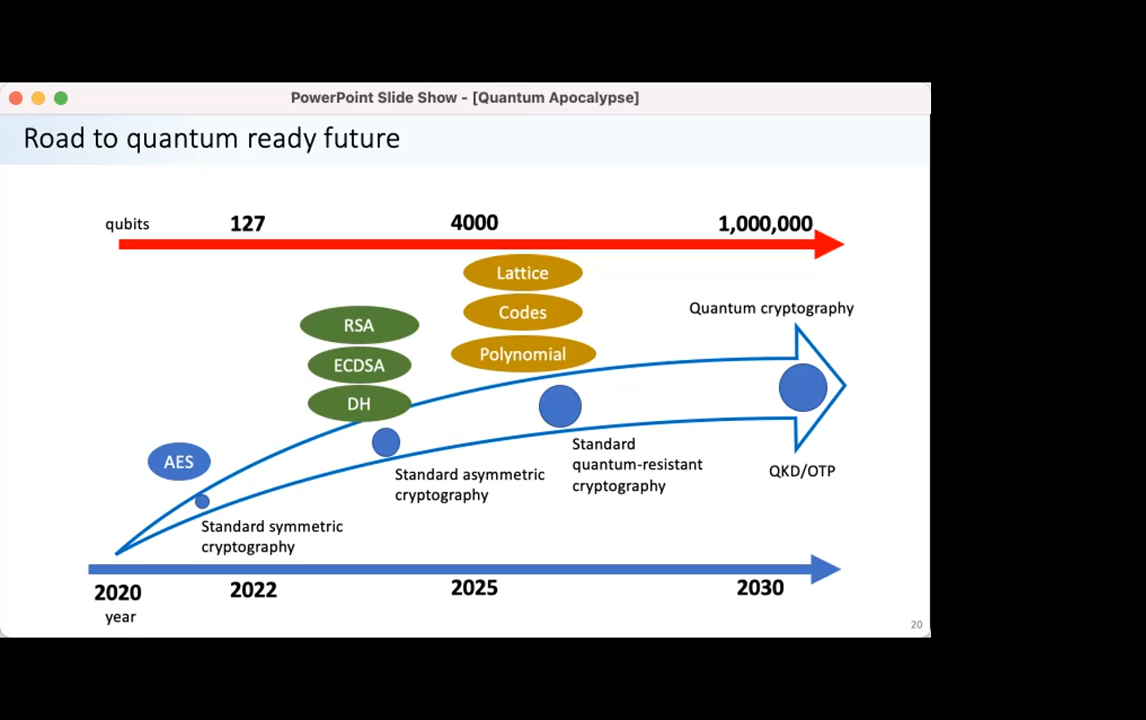 PowerPoint Slide Show - [Quantum Apocalypse]
Road to quantum ready future
qubits 127 4000 1,000,000
Lattice
Codes
Polynomial
Quantum cryptography
RSA
ECDSA
DH
AES
Standard symmetric
cryptography
Standard asymmetric
cryptography
Standard
quantum-resistant
cryptography
QKD/OTP
2020 2022 2025 2030
year
20